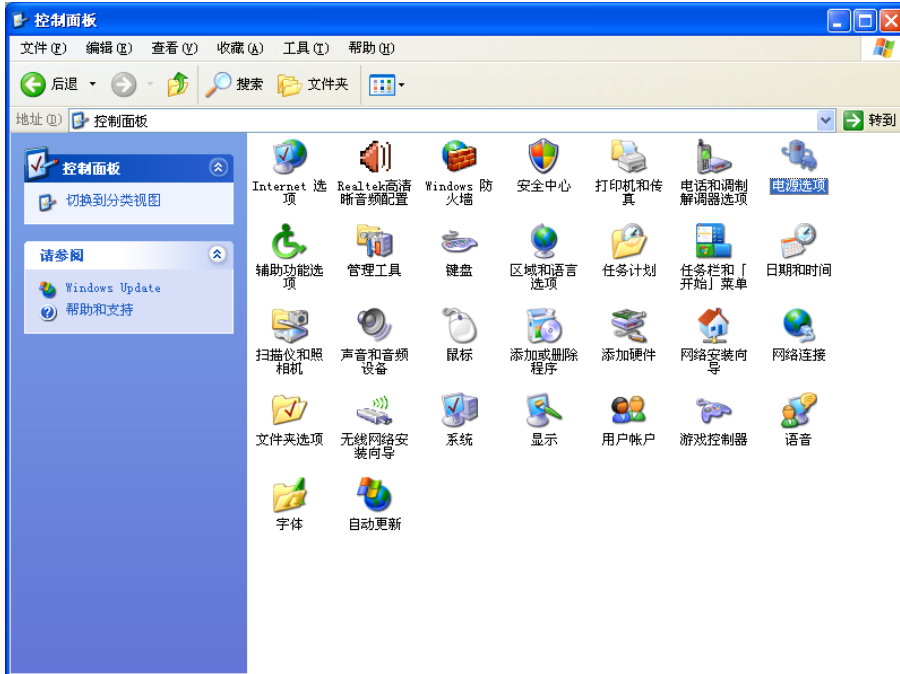 控制面板
文件(F) 编辑(E) 查看(V) 收藏(A) 工具(T) 帮助(H)
后退 搜索 文件夹
地址(D) 控制面板 转到
控制面板
切换到分类视图
请参阅
Windows Update
帮助和支持
Internet 选项
Realtek高清晰音频配置
Windows 防火墙
安全中心
打印机和传真
电话和调制解调器选项
电源选项
辅助功能选项
管理工具
键盘
区域和语言选项
任务计划
任务栏和「开始」菜单
日期和时间
扫描仪和照相机
声音和音频设备
鼠标
添加或删除程序
添加硬件
网络安装向导
网络连接
文件夹选项
无线网络安装向导
系统
显示
用户帐户
游戏控制器
语音
字体
自动更新